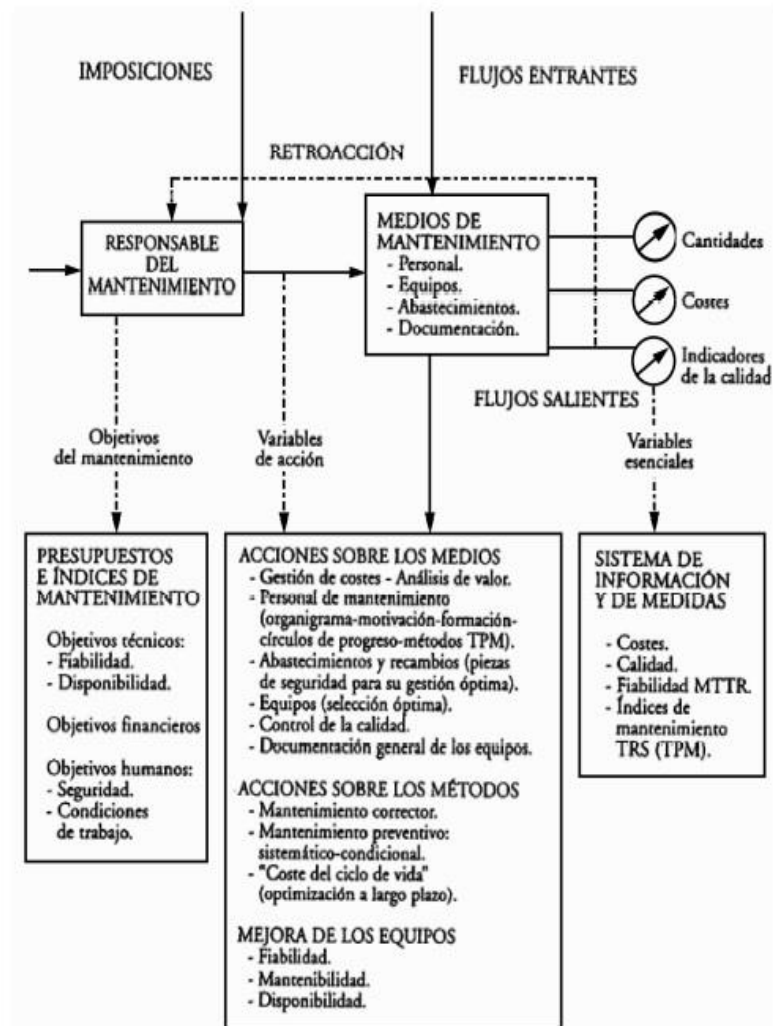 IMPOSICIONES
FLUJOS ENTRANTES
RETROACCIÓN
RESPONSABLE
DEL
MANTENIMIENTO
MEDIOS DE
MANTENIMIENTO
- Personal.
- Equipos.
- Abastecimientos.
- Documentación.
Cantidades
Costes
Indicadores
de la calidad
FLUJOS SALIENTES
Objetivos
del mantenimiento
Variables
de acción
Variables
esenciales
PRESUPUESTOS
E ÍNDICES DE
MANTENIMIENTO
Objetivos técnicos:
- Fiabilidad.
- Disponibilidad.
Objetivos financieros
Objetivos humanos:
- Seguridad.
- Condiciones
de trabajo.
ACCIONES SOBRE LOS MEDIOS
- Gestión de costes - Análisis de valor.
- Personal de mantenimiento
(organigrama-motivación-formación-
círculos de progreso-métodos TPM).
- Abastecimientos y recambios (piezas
de seguridad para su gestión óptima).
- Equipos (selección óptima).
- Control de la calidad.
- Documentación general de los equipos.
ACCIONES SOBRE LOS MÉTODOS
- Mantenimiento corrector.
- Mantenimiento preventivo:
sistemático-condicional.
- "Coste del ciclo de vida"
(optimización a largo plazo).
MEJORA DE LOS EQUIPOS
- Fiabilidad.
- Mantenibilidad.
- Disponibilidad.
SISTEMA DE
INFORMACIÓN
Y DE MEDIDAS
- Costes.
- Calidad.
- Fiabilidad MTTR.
- Índices de
mantenimiento
TRS (TPM).